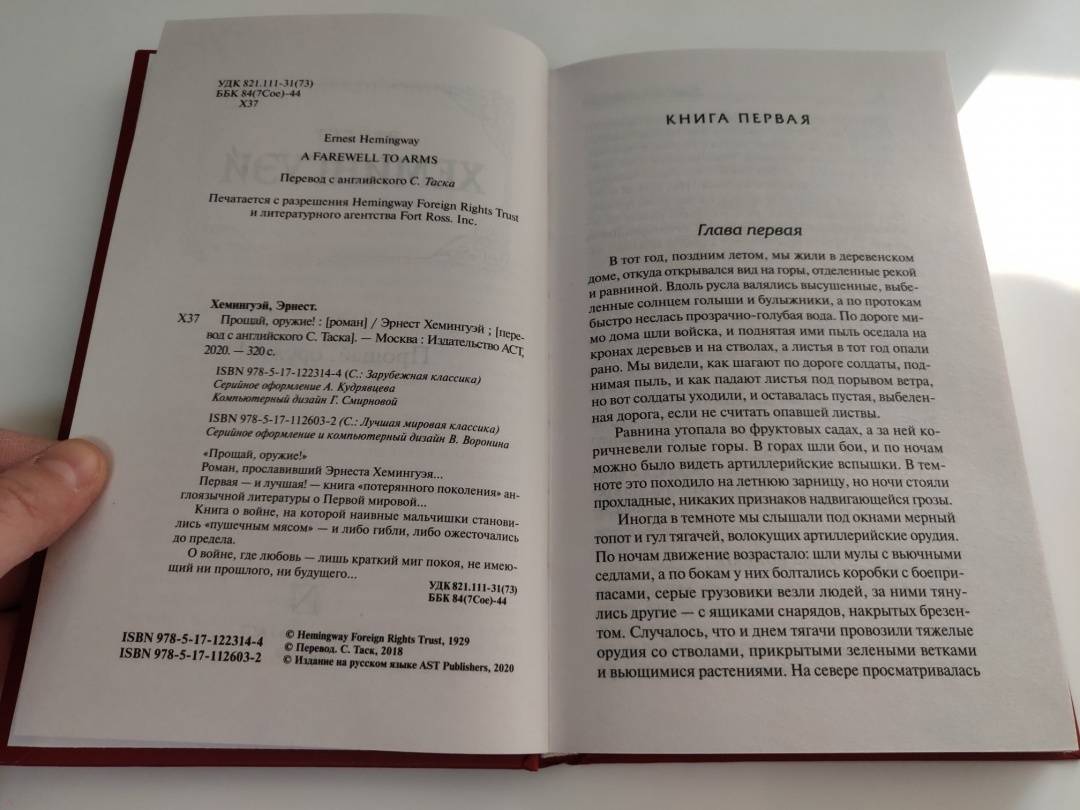 УДК 821.111-31(73)
ББК 84(7Сое)-44
Х37
Ernest Hemingway
A FAREWELL TO ARMS
Перевод с английского С. Таска
Печатается с разрешения Hemingway Foreign Rights Trust
и литературного агентства Fort Ross. Inc.
Хемингуэй, Эрнест.
Х37 Прощай, оружие! : [роман] / Эрнест Хемингуэй ; [пере-
вод с английского С. Таска]. — Москва : Издательство АСТ,
2020. — 320 с.
ISBN 978-5-17-122314-4 (С.: Зарубежная классика)
Серийное оформление А. Кудрявцева
Компьютерный дизайн Г. Смирновой
ISBN 978-5-17-112603-2 (С.: Лучшая мировая классика)
Серийное оформление и компьютерный дизайн В. Воронина
«Прощай, оружие!»
Роман, прославивший Эрнеста Хемингуэя...
Первая — и лучшая! — книга «потерянного поколения» ан-
глоязычной литературы о Первой мировой...
Книга о войне, на которой наивные мальчишки станови-
лись «пушечным мясом» — и либо гибли, либо ожесточались
до предела.
О войне, где любовь — лишь краткий миг покоя, не имею-
щий ни прошлого, ни будущего...
УДК 821.111-31(73)
ББК 84(7Сое)-44
ISBN 978-5-17-122314-4
ISBN 978-5-17-112603-2
© Hemingway Foreign Rights Trust, 1929
© Перевод. С. Таск, 2018
© Издание на русском языке AST Publishers, 2020
КНИГА ПЕРВАЯ
Глава первая
В тот год, поздним летом, мы жили в деревенском
доме, откуда открывался вид на горы, отделенные рекой
и равниной. Вдоль русла валялись высушенные, выбе-
ленные солнцем голыши и булыжники, а по протокам
быстро неслась прозрачно-голубая вода. По дороге ми-
мо дома шли войска, и поднятая ими пыль оседала на
кронах деревьев и на стволах, а листья в тот год опали
рано. Мы видели, как шагают по дороге солдаты, под-
нимая пыль, и как падают листья под порывом ветра,
но вот солдаты уходили, и оставалась пустая, выбелен-
ная дорога, если не считать опавшей листвы.
Равнина утопала во фруктовых садах, а за ней ко-
ричневели голые горы. В горах шли бои, и по ночам
можно было видеть артиллерийские вспышки. В тем-
ноте это походило на летнюю зарницу, но ночи стояли
прохладные, никаких признаков надвигающейся грозы.
Иногда в темноте мы слышали под окнами мерный
топот и гул тягачей, волокущих артиллерийские орудия.
По ночам движение возрастало: шли мулы с вьючными
седлами, а по бокам у них болтались коробки с боепри-
пасами, серые грузовики везли людей, за ними тяну-
лись другие — с ящиками снарядов, накрытых брезен-
том. Случалось, что и днем тягачи провозили тяжелые
орудия со стволами, прикрытыми зелеными ветками
и вьющимися растениями. На севере просматривалась